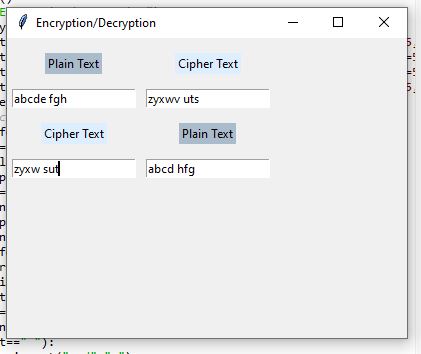 Encryption/Decryption
Plain Text Cipher Text
abcde fgh zyxwv uts
Cipher Text Plain Text
zyxw sut abcd hfg